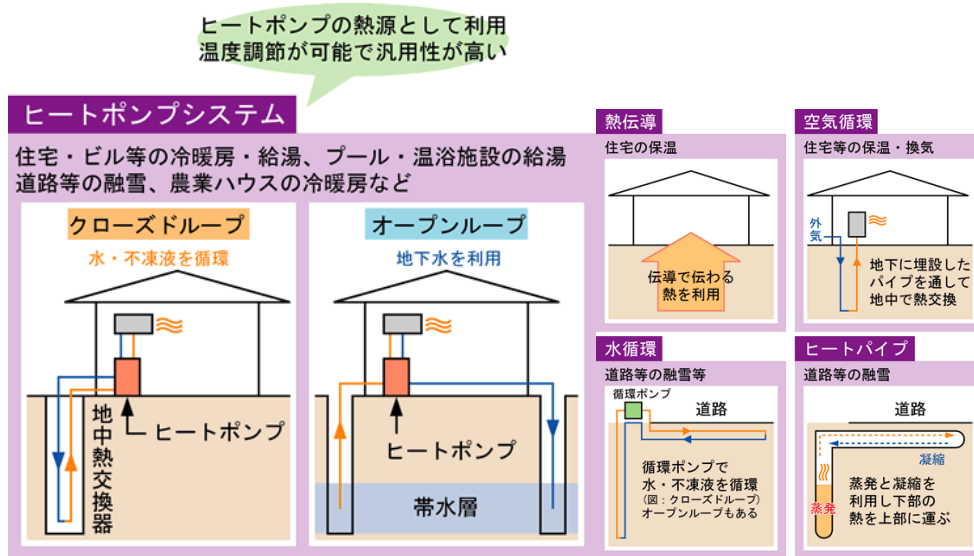 ヒートポンプの熱源として利用
温度調節が可能で汎用性が高い
ヒートポンプシステム
住宅・ビル等の冷暖房・給湯、プール・温浴施設の給湯
道路等の融雪、農業ハウスの冷暖房など
クローズドループ
水・不凍液を循環
地中熱交換器
ヒートポンプ
オープンループ
地下水を利用
ヒートポンプ
帯水層
熱伝導
住宅の保温
伝導で伝わる
熱を利用
空気循環
住宅等の保温・換気
外気
地下に埋設した
パイプを通して
地中で熱交換
水循環
道路等の融雪等
循環ポンプ
道路
循環ポンプで
水・不凍液を循環
(図:クローズドループ)
オープンループもある
ヒートパイプ
道路等の融雪
道路
凝縮
蒸発
蒸発と凝縮を
利用し下部の
熱を上部に運ぶ